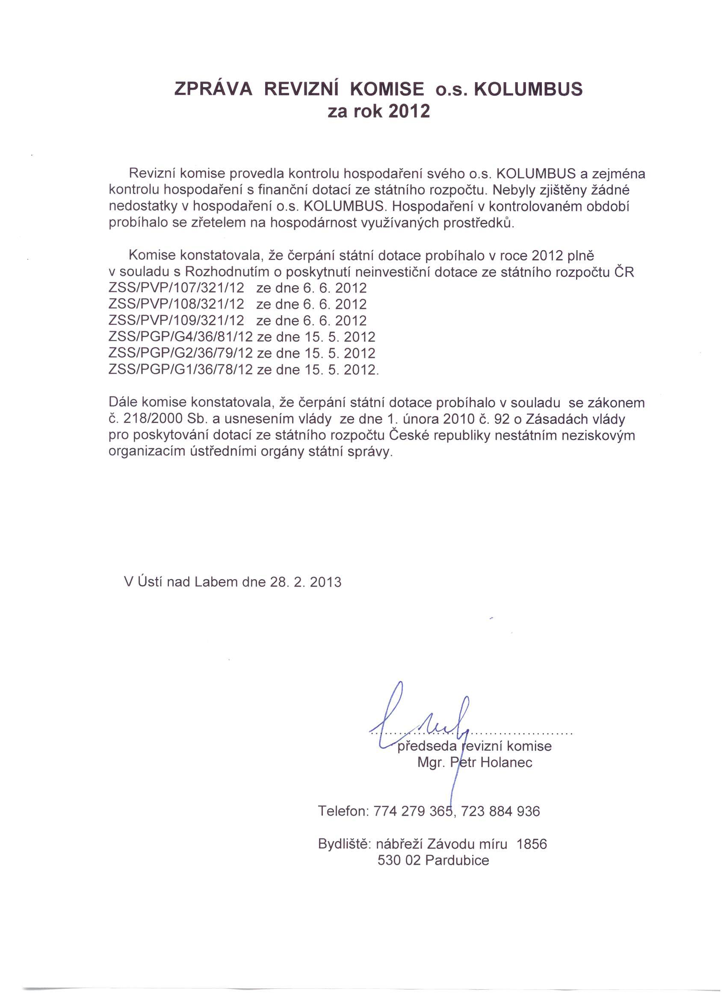 ZPRÁVA REVIZNÍ KOMISE o.s. KOLUMBUS
za rok 2012
Revizní komise provedla kontrolu hospodaření svého o.s. KOLUMBUS a zejména
kontrolu hospodaření s finanční dotací ze státního rozpočtu. Nebyly zjištěny žádné
nedostatky v hospodaření o.s. KOLUMBUS. Hospodaření v kontrolovaném období
probíhalo se zřetelem na hospodárnost využívaných prostředků.
Komise konstatovala, že čerpání státní dotace probíhalo v roce 2012 plně
v souladu s Rozhodnutím o poskytnutí neinvestiční dotace ze státního rozpočtu ČR
ZSS/PVP/107/321/12 ze dne 6. 6. 2012
ZSS/PVP/108/321/12 ze dne 6. 6. 2012
ZSS/PVP/109/321/12 ze dne 6. 6. 2012
ZSS/PGP/G4/36/81/12 ze dne 15. 5. 2012
ZSS/PGP/G2/36/79/12 ze dne 15. 5. 2012
ZSS/PGP/G1/36/78/12 ze dne 15. 5. 2012.
Dále komise konstatovala, že čerpání státní dotace probíhalo v souladu se zákonem
č. 218/2000 Sb. a usnesením vlády ze dne 1. února 2010 č. 92 o Zásadách vlády
pro poskytování dotací ze státního rozpočtu České republiky nestátním neziskovým
organizacím ústředními orgány státní správy.
V Ústí nad Labem dne 28. 2. 2013
předseda revizní komise
Mgr. Petr Holanec
Telefon: 774 279 365, 723 884 936
Bydliště: nábřeží Závodu míru 1856
530 02 Pardubice